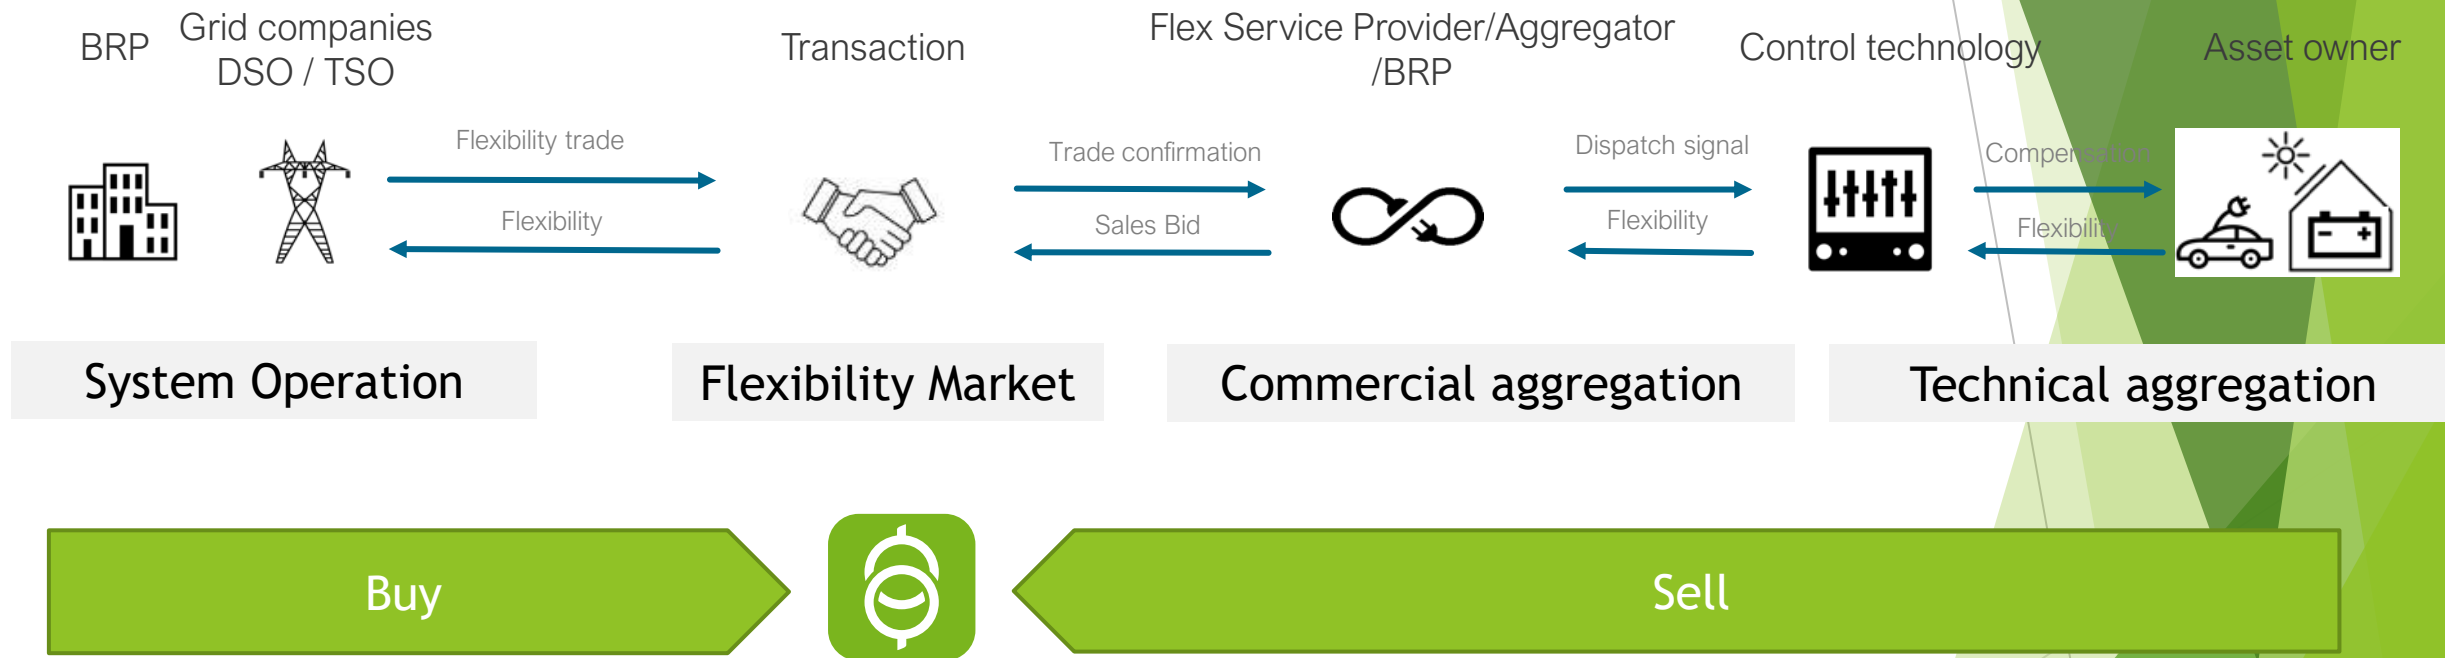 BRP
Grid companies
DSO / TSO
Transaction
Flex Service Provider/Aggregator
/BRP
Control technology
Asset owner
Flexibility trade
Flexibility
Trade confirmation
Sales Bid
Dispatch signal
Flexibility
Compensation
Flexibility
System Operation
Flexibility Market
Commercial aggregation
Technical aggregation
Buy
Sell